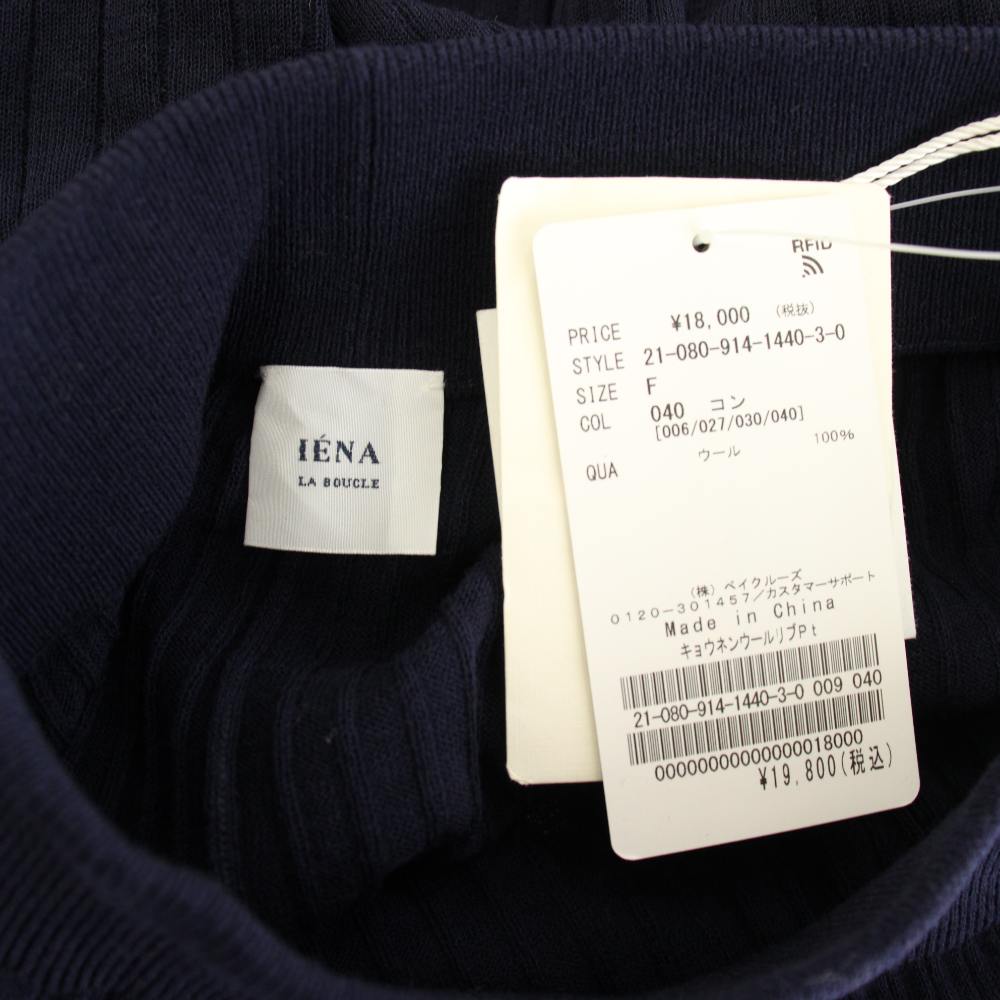 IÉNA
LA BOUCLE
RFID
PRICE ¥18,000 (税抜)
STYLE 21-080-914-1440-3-0
SIZE F
COL 040 コン
[006/027/030/040]
QUA ウール 100%
(株) ベイクルーズ
0120-301457/カスタマーサポート
Made in China
キョウネンウールリブPt
21-080-914-1440-3-0 009 040
00000000000000018000
¥19,800(税込)